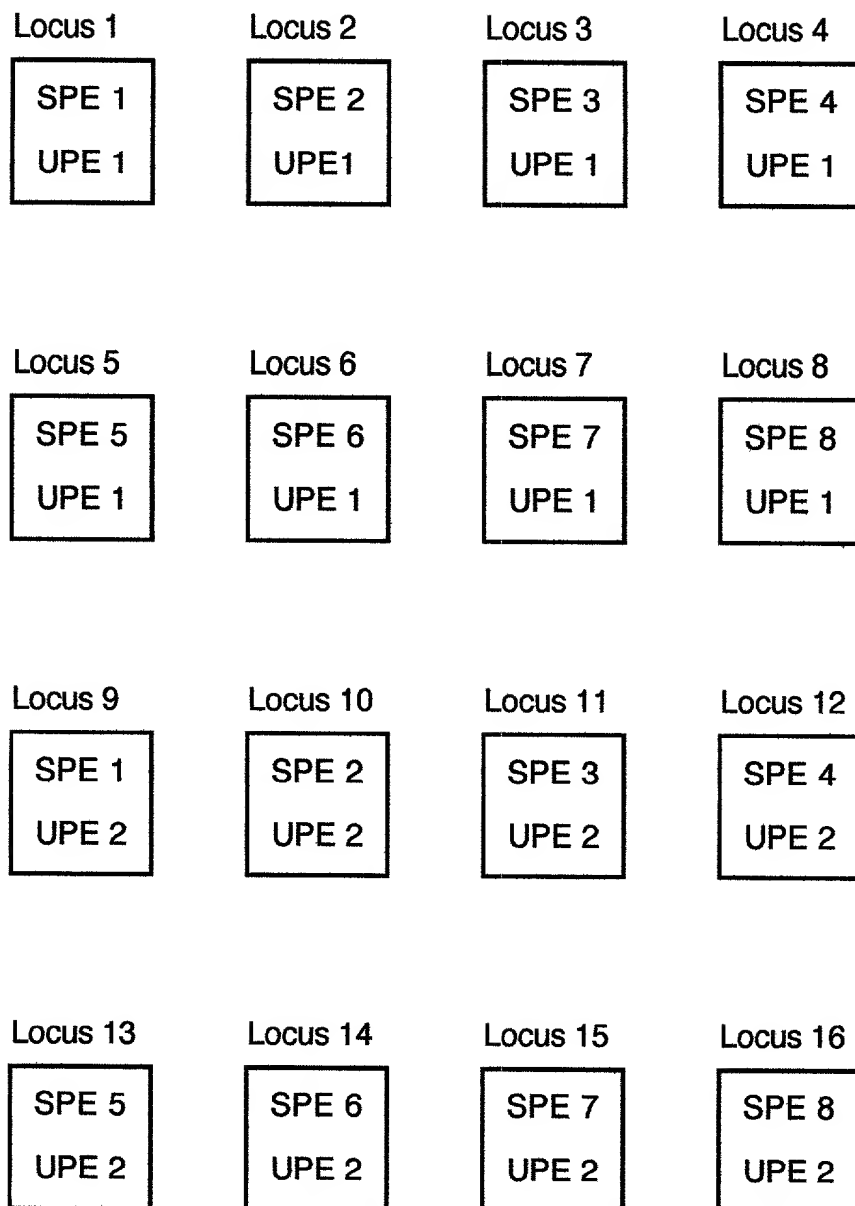 Locus 1 Locus 2 Locus 3 Locus 4
SPE 1 SPE 2 SPE 3 SPE 4
UPE 1 UPE1 UPE 1 UPE 1
Locus 5 Locus 6 Locus 7 Locus 8
SPE 5 SPE 6 SPE 7 SPE 8
UPE 1 UPE 1 UPE 1 UPE 1
Locus 9 Locus 10 Locus 11 Locus 12
SPE 1 SPE 2 SPE 3 SPE 4
UPE 2 UPE 2 UPE 2 UPE 2
Locus 13 Locus 14 Locus 15 Locus 16
SPE 5 SPE 6 SPE 7 SPE 8
UPE 2 UPE 2 UPE 2 UPE 2